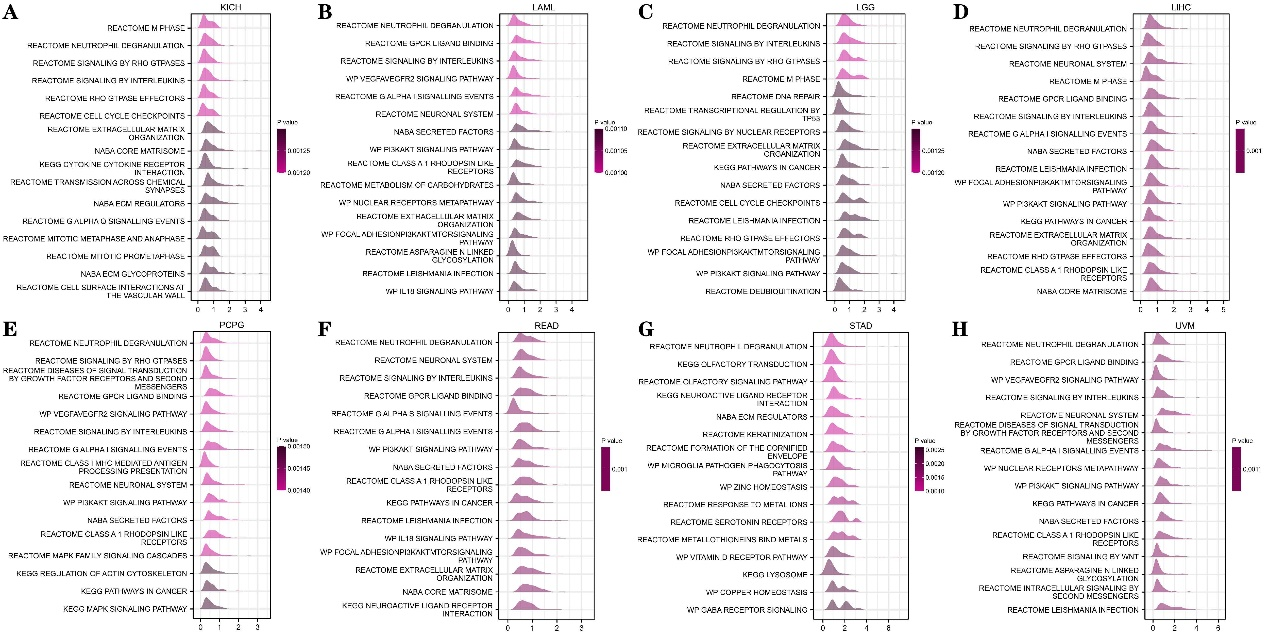 A
KICH
REACTOME M PHASE
REACTOME NEUTROPHIL DEGRANULATION
REACTOME SIGNALING BY RHO GTPASES
REACTOME SIGNALING BY INTERLEUKINS
REACTOME RHO GTPASE EFFECTORS
REACTOME CELL CYCLE CHECKPOINTS
REACTOME EXTRACELLULAR MATRIX
ORGANIZATION
NABA CORE MATRISOME
KEGG CYTOKINE CYTOKINE RECEPTOR
INTERACTION
REACTOME TRANSMISSION ACROSS CHEMICAL
SYNAPSES
NABA ECM REGULATORS
REACTOME G ALPHA Q SIGNALLING EVENTS
REACTOME MITOTIC METAPHASE AND ANAPHASE
REACTOME MITOTIC PROMETAPHASE
NABA ECM GLYCOPROTEINS
REACTOME CELL SURFACE INTERACTIONS AT
THE VASCULAR WALL
0 1 2 3 4
P value
0.00125
0.00120
B
LAML
REACTOME NEUTROPHIL DEGRANULATION
REACTOME GPCR LIGAND BINDING
REACTOME SIGNALING BY INTERLEUKINS
WP VEGFAVEGFR2 SIGNALING PATHWAY
REACTOME G ALPHA I SIGNALLING EVENTS
REACTOME NEURONAL SYSTEM
NABA SECRETED FACTORS
WP PI3KAKT SIGNALING PATHWAY
REACTOME CLASS A 1 RHODOPSIN LIKE
RECEPTORS
REACTOME METABOLISM OF CARBOHYDRATES
WP NUCLEAR RECEPTORS METAPATHWAY
REACTOME EXTRACELLULAR MATRIX
ORGANIZATION
WP FOCAL ADHESIONPI3KAKTMTORSIGNALING
PATHWAY
REACTOME ASPARAGINE N LINKED
GLYCOSYLATION
REACTOME LEISHMANIA INFECTION
WP IL18 SIGNALING PATHWAY
0 1 2 3 4
P value
0.00110
0.00105
0.00100
C
LGG
REACTOME NEUTROPHIL DEGRANULATION
REACTOME SIGNALING BY INTERLEUKINS
REACTOME SIGNALING BY RHO GTPASES
REACTOME M PHASE
REACTOME DNA REPAIR
REACTOME TRANSCRIPTIONAL REGULATION BY
TP53
REACTOME SIGNALING BY NUCLEAR RECEPTORS
REACTOME EXTRACELLULAR MATRIX
ORGANIZATION
KEGG PATHWAYS IN CANCER
NABA SECRETED FACTORS
REACTOME CELL CYCLE CHECKPOINTS
REACTOME LEISHMANIA INFECTION
REACTOME RHO GTPASE EFFECTORS
WP FOCAL ADHESIONPI3KAKTMTORSIGNALING
PATHWAY
WP PI3KAKT SIGNALING PATHWAY
REACTOME DEUBIQUITINATION
0 1 2 3 4
P value
0.00125
0.00120
D
LIHC
REACTOME NEUTROPHIL DEGRANULATION
REACTOME SIGNALING BY RHO GTPASES
REACTOME NEURONAL SYSTEM
REACTOME M PHASE
REACTOME GPCR LIGAND BINDING
REACTOME SIGNALING BY INTERLEUKINS
REACTOME G ALPHA I SIGNALLING EVENTS
NABA SECRETED FACTORS
REACTOME LEISHMANIA INFECTION
WP FOCAL ADHESIONPI3KAKTMTORSIGNALING
PATHWAY
WP PI3KAKT SIGNALING PATHWAY
KEGG PATHWAYS IN CANCER
REACTOME EXTRACELLULAR MATRIX
ORGANIZATION
REACTOME RHO GTPASE EFFECTORS
REACTOME CLASS A 1 RHODOPSIN LIKE
RECEPTORS
NABA CORE MATRISOME
0 1 2 3 4 5
P value
0.001
E
PCPG
REACTOME NEUTROPHIL DEGRANULATION
REACTOME SIGNALING BY RHO GTPASES
REACTOME DISEASES OF SIGNAL TRANSDUCTION
BY GROWTH FACTOR RECEPTORS AND SECOND
MESSENGERS
REACTOME GPCR LIGAND BINDING
WP VEGFAVEGFR2 SIGNALING PATHWAY
REACTOME SIGNALING BY INTERLEUKINS
REACTOME G ALPHA I SIGNALLING EVENTS
REACTOME CLASS I MHC MEDIATED ANTIGEN
PROCESSING PRESENTATION
REACTOME NEURONAL SYSTEM
WP PI3KAKT SIGNALING PATHWAY
NABA SECRETED FACTORS
REACTOME CLASS A 1 RHODOPSIN LIKE
RECEPTORS
REACTOME MAPK FAMILY SIGNALING CASCADES
KEGG REGULATION OF ACTIN CYTOSKELETON
KEGG PATHWAYS IN CANCER
KEGG MAPK SIGNALING PATHWAY
0 1 2 3
P value
0.00150
0.00145
0.00140
F
READ
REACTOME NEUTROPHIL DEGRANULATION
REACTOME NEURONAL SYSTEM
REACTOME SIGNALING BY INTERLEUKINS
REACTOME GPCR LIGAND BINDING
REACTOME G ALPHA S SIGNALLING EVENTS
REACTOME G ALPHA I SIGNALLING EVENTS
WP PI3KAKT SIGNALING PATHWAY
NABA SECRETED FACTORS
REACTOME CLASS A 1 RHODOPSIN LIKE
RECEPTORS
KEGG PATHWAYS IN CANCER
REACTOME LEISHMANIA INFECTION
WP IL18 SIGNALING PATHWAY
WP FOCAL ADHESIONPI3KAKTMTORSIGNALING
PATHWAY
REACTOME EXTRACELLULAR MATRIX
ORGANIZATION
NABA CORE MATRISOME
KEGG NEUROACTIVE LIGAND RECEPTOR
INTERACTION
0 1 2 3
P value
0.001
G
STAD
REACTOME NEUTROPHIL DEGRANULATION
KEGG OLFACTORY TRANSDUCTION
REACTOME OLFACTORY SIGNALING PATHWAY
KEGG NEUROACTIVE LIGAND RECEPTOR
INTERACTION
NABA ECM REGULATORS
REACTOME KERATINIZATION
REACTOME FORMATION OF THE CORNIFIED
ENVELOPE
WP MICROGLIA PATHOGEN PHAGOCYTOSIS
PATHWAY
WP ZINC HOMEOSTASIS
REACTOME RESPONSE TO METAL IONS
REACTOME SEROTONIN RECEPTORS
REACTOME METALLOTHIONEINS BIND METALS
WP VITAMIN D RECEPTOR PATHWAY
KEGG LYSOSOME
WP COPPER HOMEOSTASIS
WP GABA RECEPTOR SIGNALING
0 2 4 6 8
P value
0.0025
0.0020
0.0015
0.0010
H
UVM
REACTOME NEUTROPHIL DEGRANULATION
REACTOME GPCR LIGAND BINDING
WP VEGFAVEGFR2 SIGNALING PATHWAY
REACTOME SIGNALING BY INTERLEUKINS
REACTOME NEURONAL SYSTEM
REACTOME DISEASES OF SIGNAL TRANSDUCTION
BY GROWTH FACTOR RECEPTORS AND SECOND
MESSENGERS
REACTOME G ALPHA I SIGNALLING EVENTS
WP NUCLEAR RECEPTORS METAPATHWAY
WP PI3KAKT SIGNALING PATHWAY
KEGG PATHWAYS IN CANCER
NABA SECRETED FACTORS
REACTOME CLASS A 1 RHODOPSIN LIKE
RECEPTORS
REACTOME SIGNALING BY WNT
REACTOME ASPARAGINE N LINKED
GLYCOSYLATION
REACTOME INTRACELLULAR SIGNALING BY
SECOND MESSENGERS
REACTOME LEISHMANIA INFECTION
0 2 4 6
P value
0.001